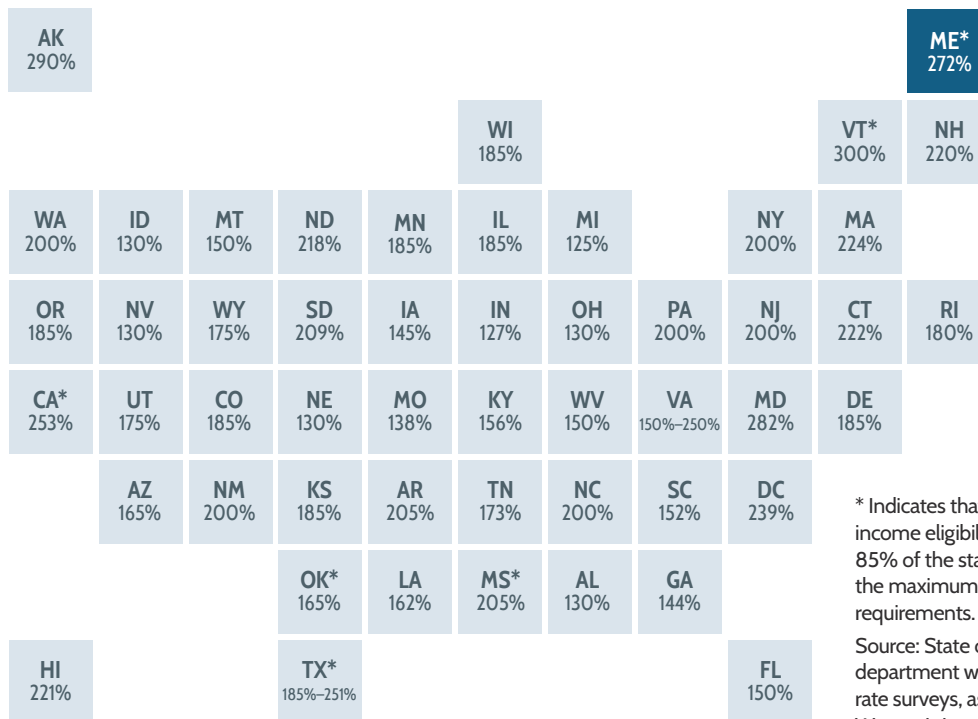 AK
290%
ME*
272%
WI
185%
VT*
300%
NH
220%
WA
200%
ID
130%
MT
150%
ND
218%
MN
185%
IL
185%
MI
125%
NY
200%
MA
224%
OR
185%
NV
130%
WY
175%
SD
209%
IA
145%
IN
127%
OH
130%
PA
200%
NJ
200%
CT
222%
RI
180%
CA*
253%
UT
175%
CO
185%
NE
130%
MO
138%
KY
156%
WV
150%
VA
150%–250%
MD
282%
DE
185%
AZ
165%
NM
200%
KS
185%
AR
205%
TN
173%
NC
200%
SC
152%
DC
239%
OK*
165%
LA
162%
MS*
205%
AL
130%
GA
144%
HI
221%
TX*
185%–251%
FL
150%
* Indicates tha
income eligibil
85% of the sta
the maximum
requirements.
Source: State
department w
rate surveys, a